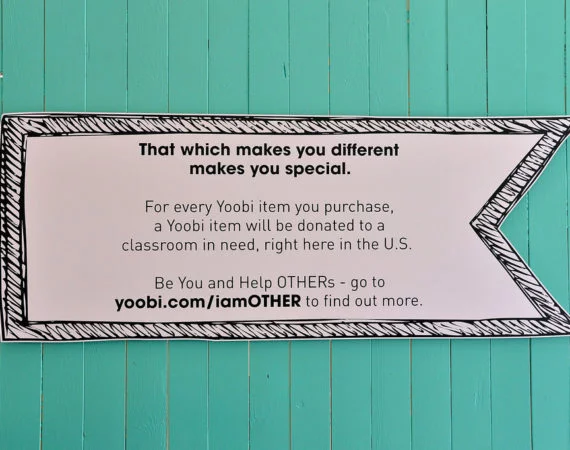 That which makes you different
makes you special.
For every Yoobi item you purchase,
a Yoobi item will be donated to a
classroom in need, right here in the U.S.
Be You and Help OTHERs - go to
yoobi.com/iamOTHER to find out more.